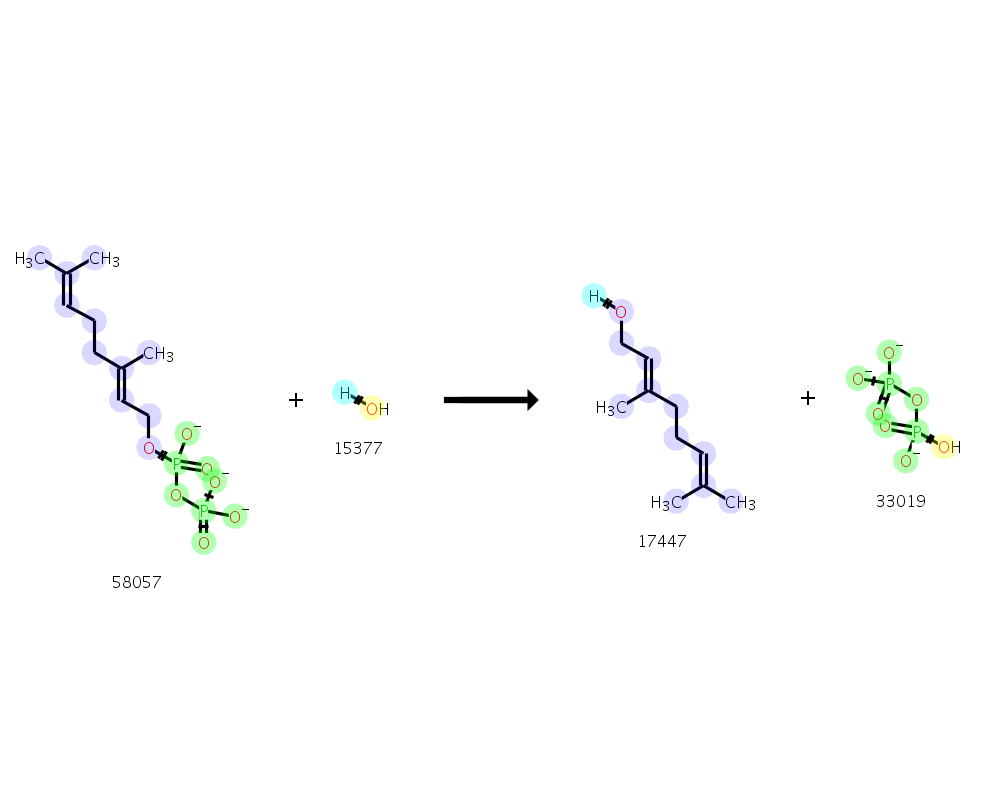 H₃C CH₃
CH₃
O
O⁻
P O O⁻
O P O⁻
O
58057
+
H OH
15377
H O
H₃C
H₃C CH₃
17447
+
O⁻
O⁻ P O
O O P OH
O⁻
33019